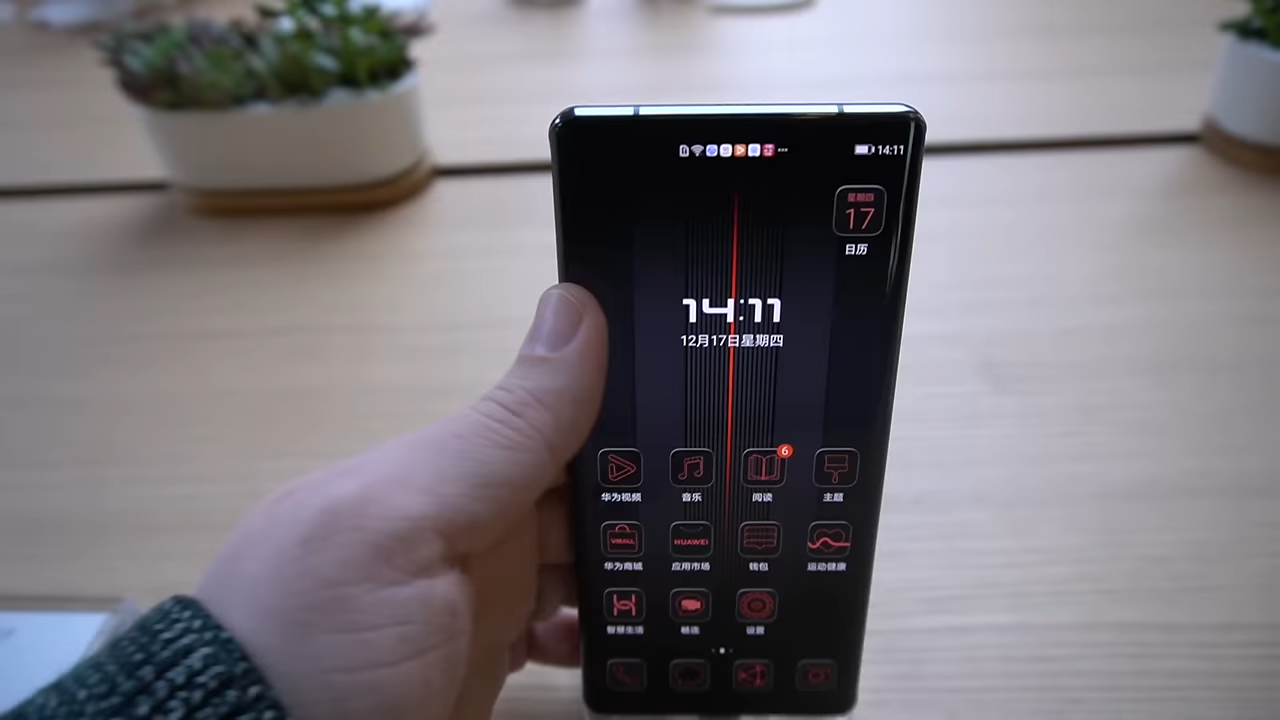 14:11
星期四
17
日历
14:11
12月17日星期四
6
华为视频
音乐
阅读
主题
VMALL
HUAWEI
华为商城
应用市场
钱包
运动健康
智慧生活
畅连
设置